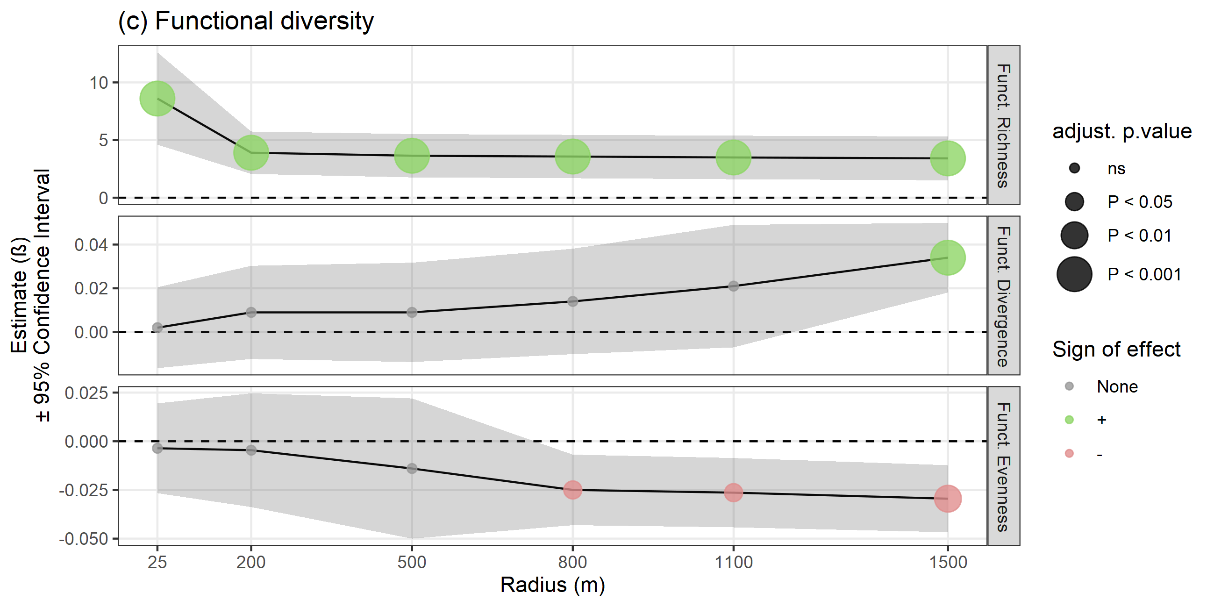 (c) Functional diversity
Estimate (ß)
± 95% Confidence Interval
10
5
0
Funct. Richness
0.04
0.02
0.00
Funct. Divergence
0.025
0.000
-0.025
-0.050
Funct. Evenness
25 200 500 800 1100 1500
Radius (m)
adjust. p.value
ns
P < 0.05
P < 0.01
P < 0.001
Sign of effect
None
+
-